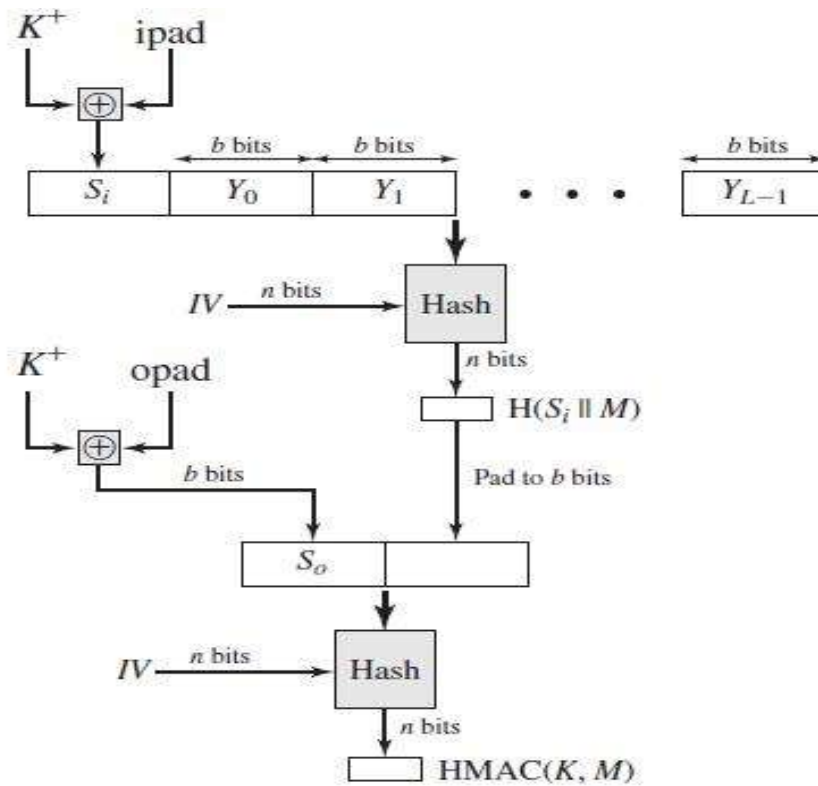 K⁺ ipad
⊕
b bits b bits b bits
Sᵢ Y₀ Y₁ • • • Y_{L−1}
IV n bits Hash
n bits
H(Sᵢ ‖ M)
K⁺ opad
⊕
b bits Pad to b bits
Sₒ
IV n bits Hash
n bits
HMAC(K, M)